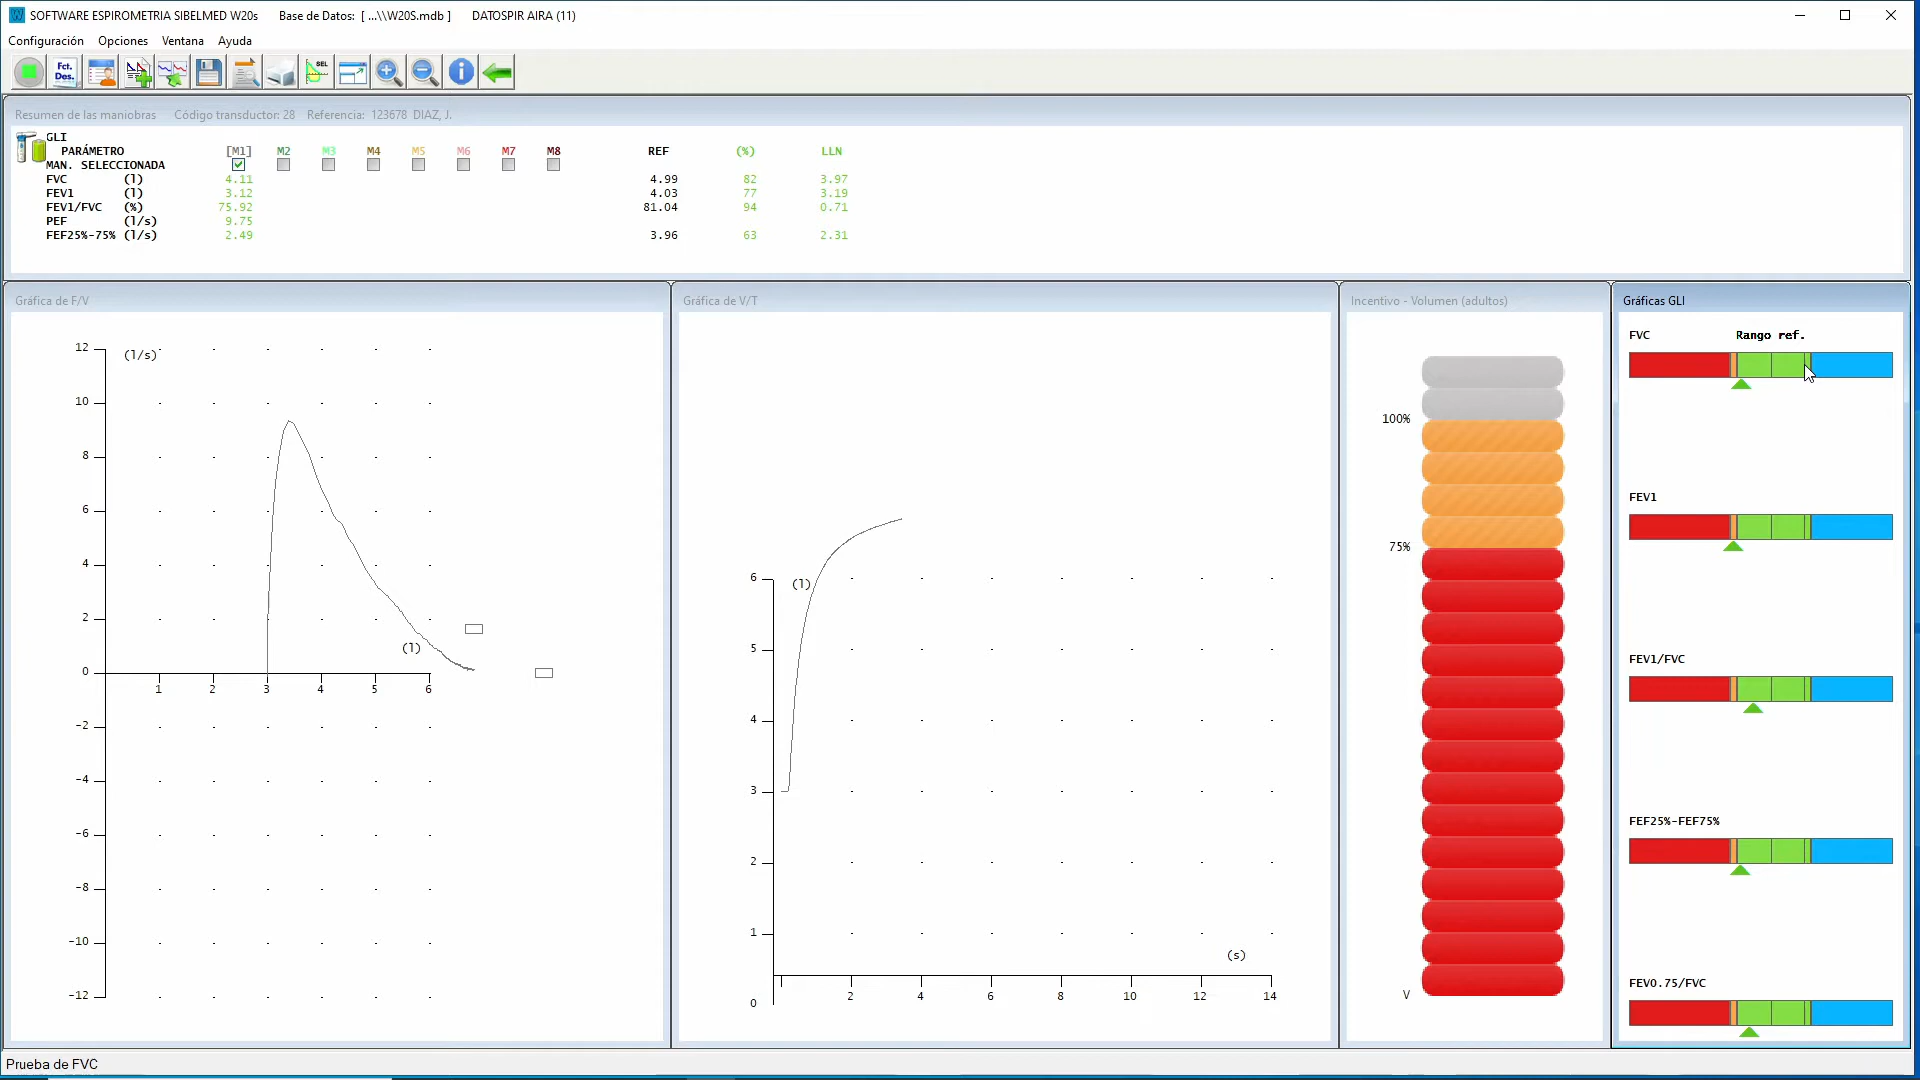 SOFTWARE ESPIROMETRIA SIBELMED W20s Base de Datos: [ ...\\W20S.mdb ] DATOSPIR AIRA (11)
Configuración Opciones Ventana Ayuda
Fct. Des. SEL
Resumen de las maniobras Código transductor: 28 Referencia: 123678 DIAZ, J.
GLI
PARÁMETRO [M1] M2 M3 M4 M5 M6 M7 M8 REF (%) LLN
MAN. SELECCIONADA
FVC (l) 4.11 4.99 82 3.97
FEV1 (l) 3.12 4.03 77 3.19
FEV1/FVC (%) 75.92 81.04 94 0.71
PEF (l/s) 9.75
FEF25%-75% (l/s) 2.49 3.96 63 2.31
Gráfica de F/V
12
(l/s)
10
8
6
4
2
(l)
0
1 2 3 4 5 6
-2
-4
-6
-8
-10
-12
Gráfica de V/T
6
(l)
5
4
3
2
1
(s)
0
2 4 6 8 10 12 14
Incentivo - Volumen (adultos)
100%
75%
V
Gráficas GLI
FVC Rango ref.
FEV1
FEV1/FVC
FEF25%-FEF75%
FEV0.75/FVC
Prueba de FVC